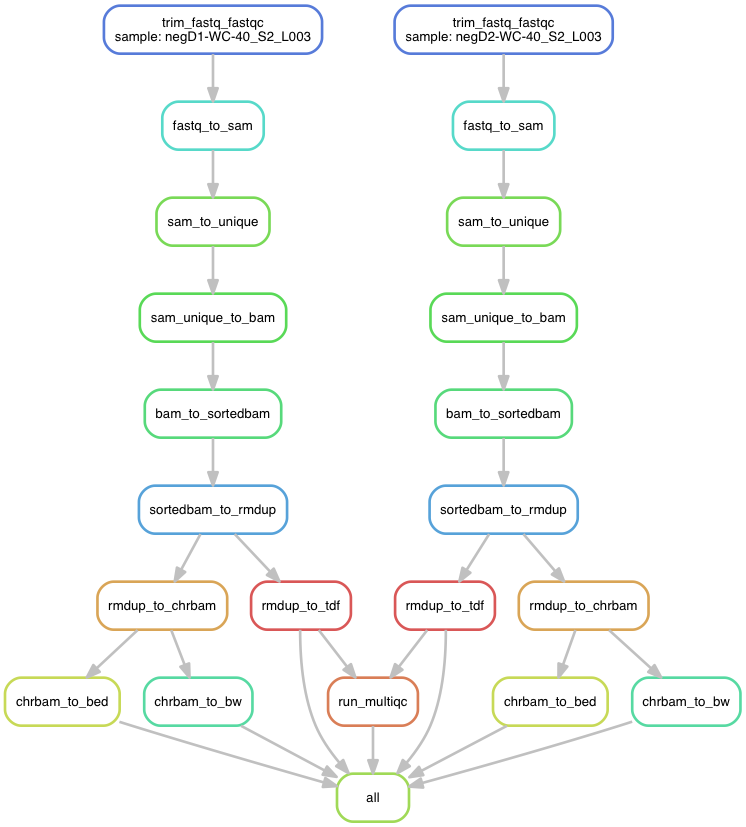 trim_fastq_fastqc
sample: negD1-WC-40_S2_L003
trim_fastq_fastqc
sample: negD2-WC-40_S2_L003
fastq_to_sam
fastq_to_sam
sam_to_unique
sam_to_unique
sam_unique_to_bam
sam_unique_to_bam
bam_to_sortedbam
bam_to_sortedbam
sortedbam_to_rmdup
sortedbam_to_rmdup
rmdup_to_chrbam
rmdup_to_tdf
rmdup_to_tdf
rmdup_to_chrbam
chrbam_to_bed
chrbam_to_bw
run_multiqc
chrbam_to_bed
chrbam_to_bw
all